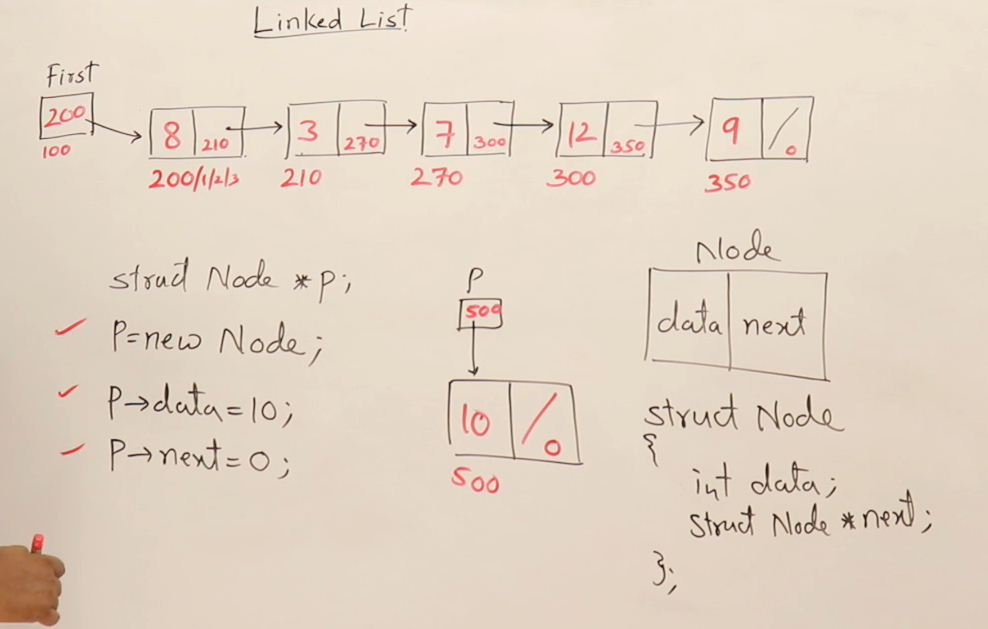 Linked List
First
200
100
8 210
200/1/2/3
3 270
210
7 300
270
12 350
300
9 0
350
struct Node *p;
P=new Node;
P→data=10;
P→next=0;
P
500
10 0
500
Node
data next
struct Node
{
int data;
struct Node *next;
};